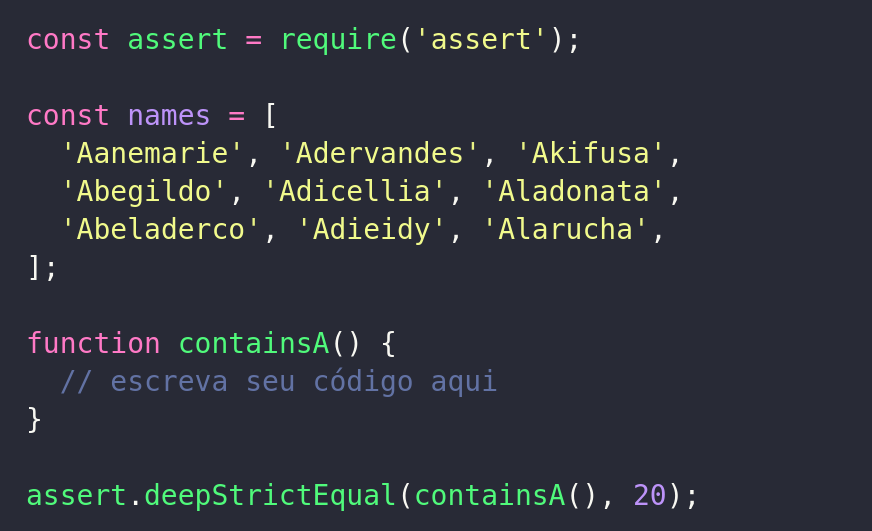 const assert = require('assert');
const names = [
  'Aanemarie', 'Adervandes', 'Akifusa',
  'Abegildo', 'Adicellia', 'Aladonata',
  'Abeladerco', 'Adieidy', 'Alarucha',
];
function containsA() {
  // escreva seu código aqui
}
assert.deepStrictEqual(containsA(), 20);